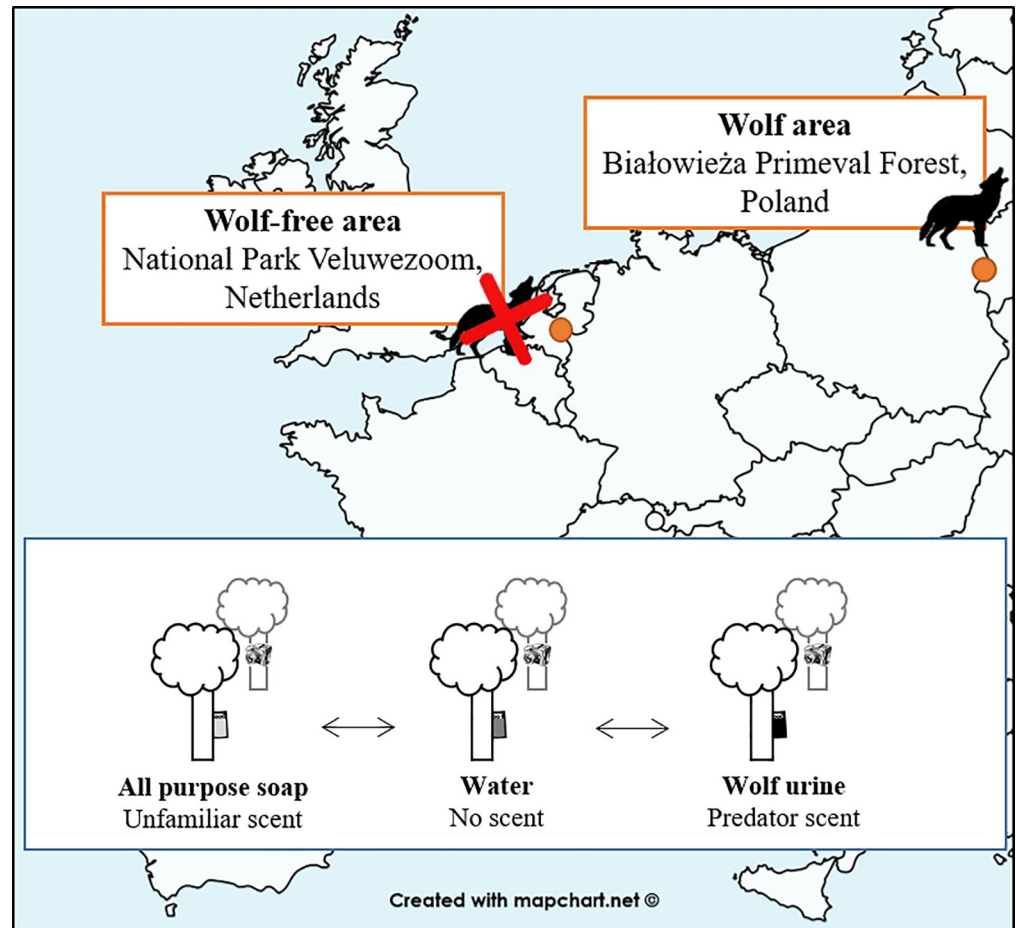 Wolf area
Białowieża Primeval Forest,
Poland
Wolf-free area
National Park Veluwezoom,
Netherlands
All purpose soap
Unfamiliar scent
Water
No scent
Wolf urine
Predator scent
Created with mapchart.net ©